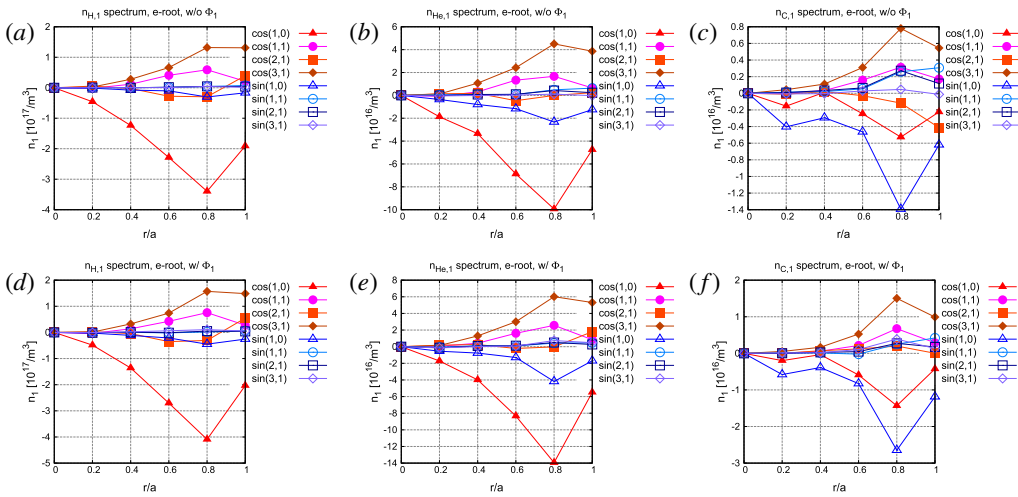 (a)
n_H,1 spectrum, e-root, w/o Φ_1
n_1 [10^17/m^3]
2
1
0
-1
-2
-3
-4
0 0.2 0.4 0.6 0.8 1
r/a
cos(1,0)
cos(1,1)
cos(2,1)
cos(3,1)
sin(1,0)
sin(1,1)
sin(2,1)
sin(3,1)
(b)
n_He,1 spectrum, e-root, w/o Φ_1
n_1 [10^16/m^3]
6
4
2
0
-2
-4
-6
-8
-10
0 0.2 0.4 0.6 0.8 1
r/a
cos(1,0)
cos(1,1)
cos(2,1)
cos(3,1)
sin(1,0)
sin(1,1)
sin(2,1)
sin(3,1)
(c)
n_C,1 spectrum, e-root, w/o Φ_1
n_1 [10^16/m^3]
0.8
0.6
0.4
0.2
0
-0.2
-0.4
-0.6
-0.8
-1
-1.2
-1.4
0 0.2 0.4 0.6 0.8 1
r/a
cos(1,0)
cos(1,1)
cos(2,1)
cos(3,1)
sin(1,0)
sin(1,1)
sin(2,1)
sin(3,1)
(d)
n_H,1 spectrum, e-root, w/ Φ_1
n_1 [10^17/m^3]
2
1
0
-1
-2
-3
-4
-5
0 0.2 0.4 0.6 0.8 1
r/a
cos(1,0)
cos(1,1)
cos(2,1)
cos(3,1)
sin(1,0)
sin(1,1)
sin(2,1)
sin(3,1)
(e)
n_He,1 spectrum, e-root, w/ Φ_1
n_1 [10^16/m^3]
8
6
4
2
0
-2
-4
-6
-8
-10
-12
-14
0 0.2 0.4 0.6 0.8 1
r/a
cos(1,0)
cos(1,1)
cos(2,1)
cos(3,1)
sin(1,0)
sin(1,1)
sin(2,1)
sin(3,1)
(f)
n_C,1 spectrum, e-root, w/ Φ_1
n_1 [10^16/m^3]
2
1
0
-1
-2
-3
0 0.2 0.4 0.6 0.8 1
r/a
cos(1,0)
cos(1,1)
cos(2,1)
cos(3,1)
sin(1,0)
sin(1,1)
sin(2,1)
sin(3,1)